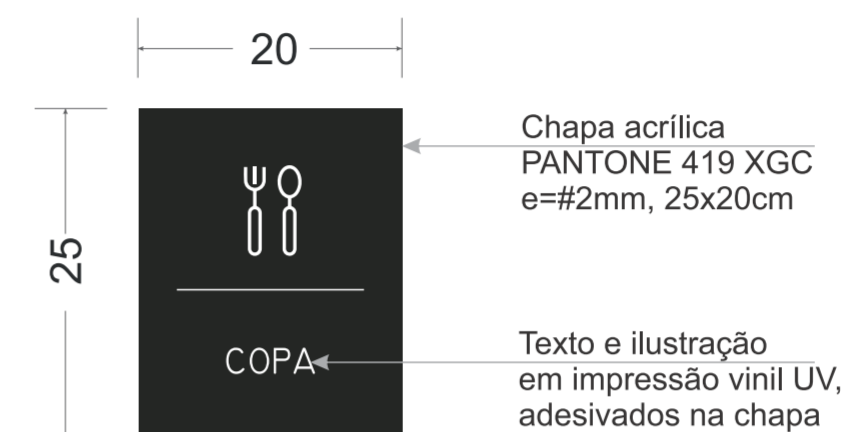 20
Chapa acrílica
PANTONE 419 XGC
e=#2mm, 25x20cm
25
COPA
Texto e ilustração
em impressão vinil UV,
adesivados na chapa